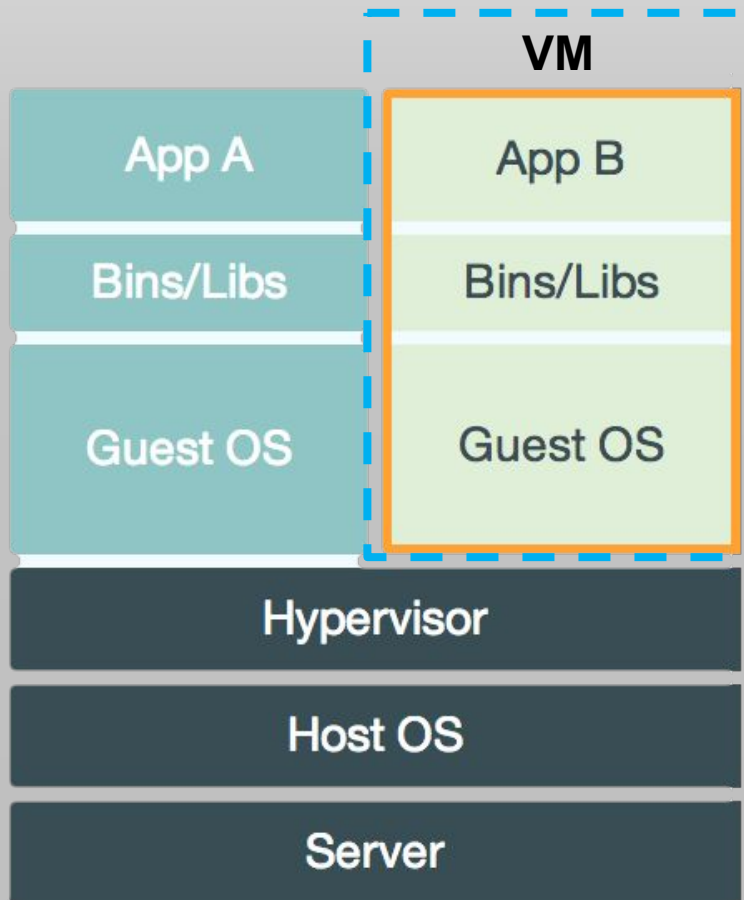 VM
App A
App B
Bins/Libs
Bins/Libs
Guest OS
Guest OS
Hypervisor
Host OS
Server